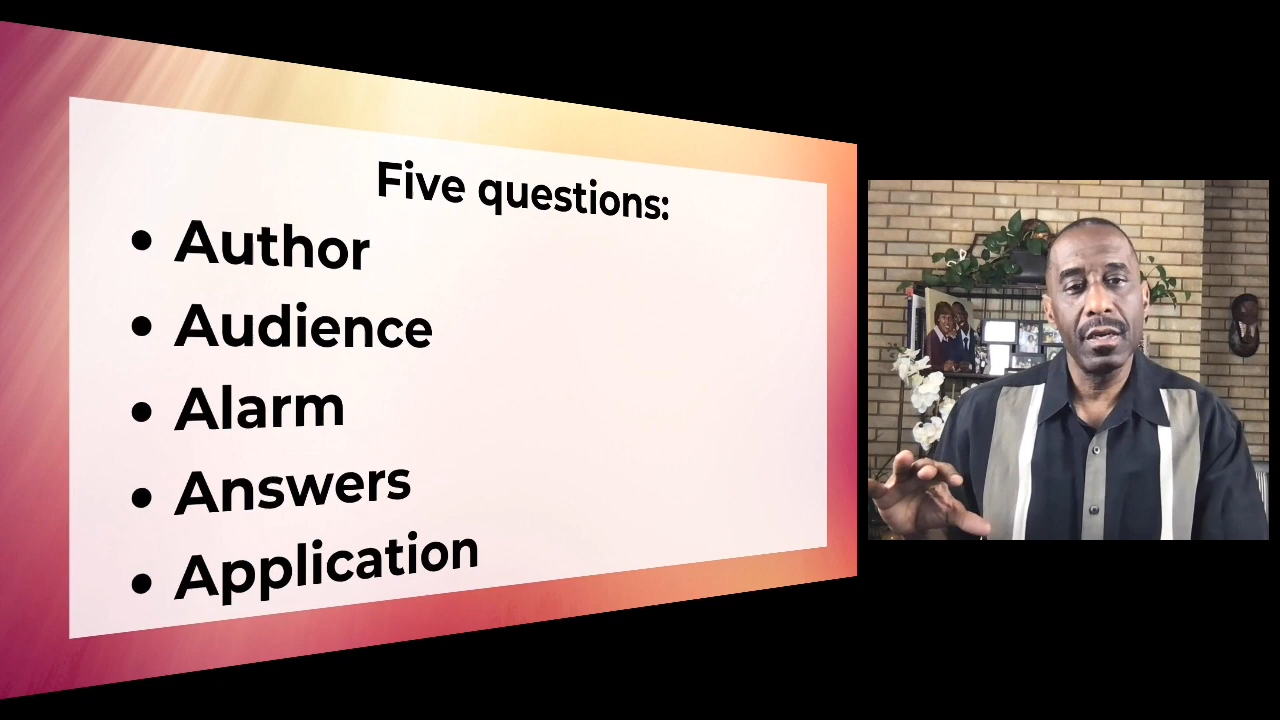 Five questions:
• Author
• Audience
• Alarm
• Answers
• Application